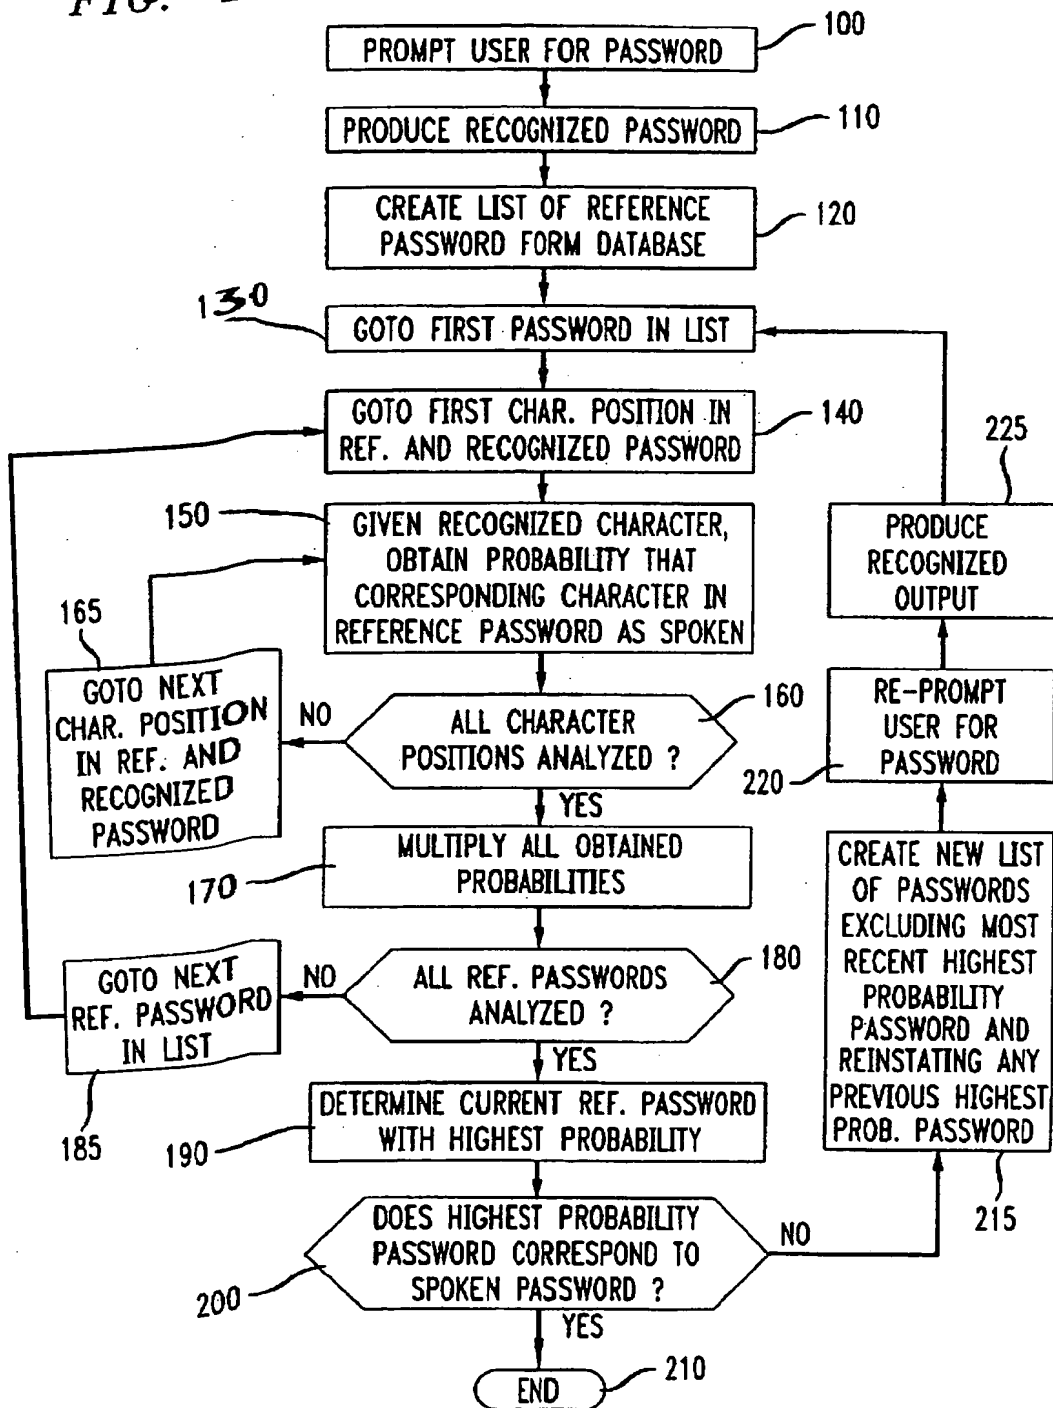 FIG.
PROMPT USER FOR PASSWORD
100
PRODUCE RECOGNIZED PASSWORD
110
CREATE LIST OF REFERENCE
PASSWORD FORM DATABASE
120
130
GOTO FIRST PASSWORD IN LIST
GOTO FIRST CHAR. POSITION IN
REF. AND RECOGNIZED PASSWORD
140
150
GIVEN RECOGNIZED CHARACTER,
OBTAIN PROBABILITY THAT
CORRESPONDING CHARACTER IN
REFERENCE PASSWORD AS SPOKEN
165
GOTO NEXT
CHAR. POSITION
IN REF. AND
RECOGNIZED
PASSWORD
NO
ALL CHARACTER
POSITIONS ANALYZED ?
160
YES
MULTIPLY ALL OBTAINED
PROBABILITIES
170
ALL REF. PASSWORDS
ANALYZED ?
180
NO
GOTO NEXT
REF. PASSWORD
IN LIST
185
YES
DETERMINE CURRENT REF. PASSWORD
WITH HIGHEST PROBABILITY
190
DOES HIGHEST PROBABILITY
PASSWORD CORRESPOND TO
SPOKEN PASSWORD ?
200
NO
YES
END
210
CREATE NEW LIST
OF PASSWORDS
EXCLUDING MOST
RECENT HIGHEST
PROBABILITY
PASSWORD AND
REINSTATING ANY
PREVIOUS HIGHEST
PROB. PASSWORD
215
RE-PROMPT
USER FOR
PASSWORD
220
225
PRODUCE
RECOGNIZED
OUTPUT